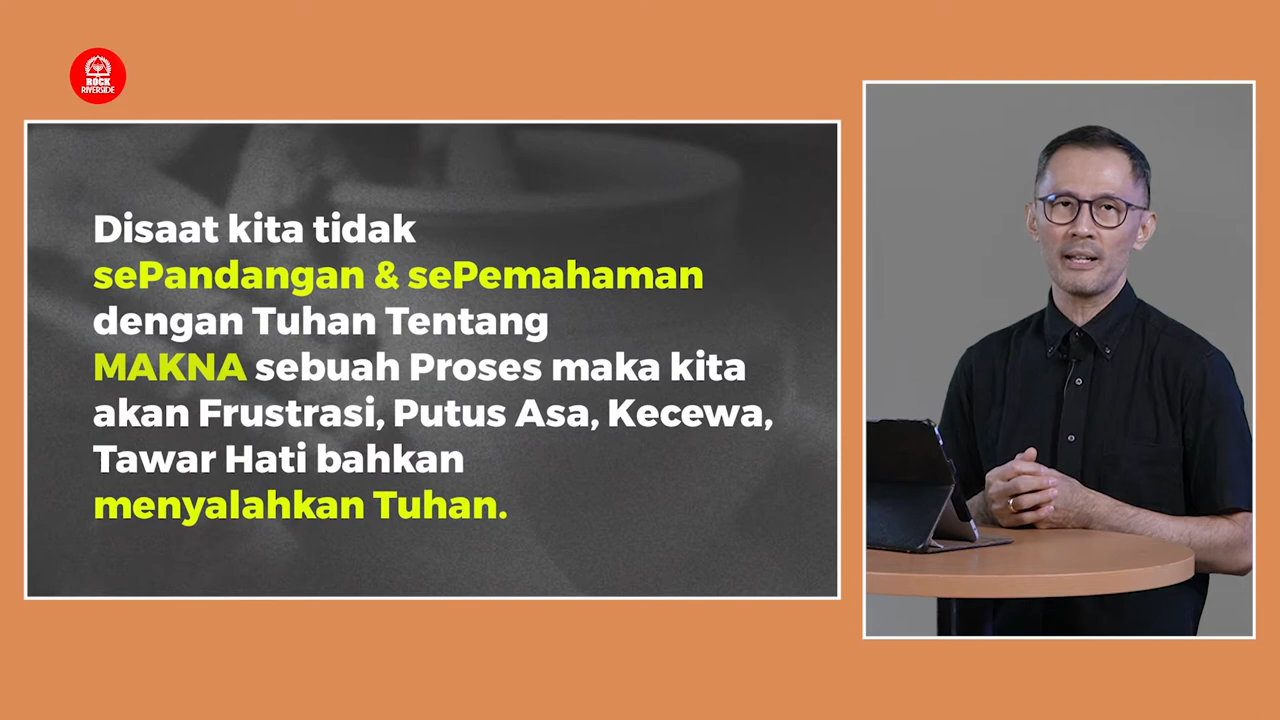 ROCK
RIVERSIDE
Disaat kita tidak
sePandangan & sePemahaman
dengan Tuhan Tentang
MAKNA sebuah Proses maka kita
akan Frustrasi, Putus Asa, Kecewa,
Tawar Hati bahkan
menyalahkan Tuhan.